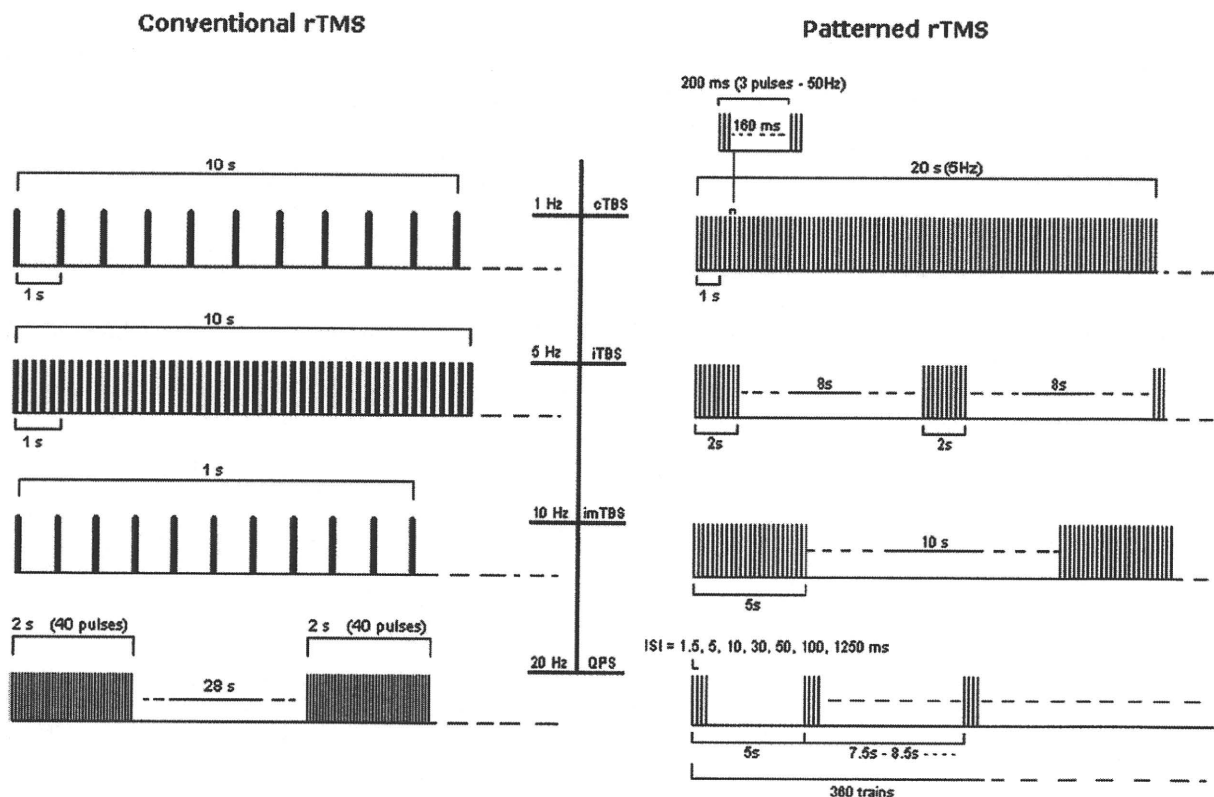 Conventional rTMS
Patterned rTMS
200 ms (3 pulses - 50Hz)
160 ms
10 s
20 s (5Hz)
1 Hz cTBS
1 s
1 s
10 s
5 Hz iTBS
8s
8s
1 s
2s
2s
1 s
10 Hz imTBS
10 s
5s
2 s (40 pulses)
2 s (40 pulses)
ISI = 1.5, 5, 10, 30, 50, 100, 1250 ms
20 Hz QPS
28 s
5s
7.5s - 8.5s - - - -
360 trains